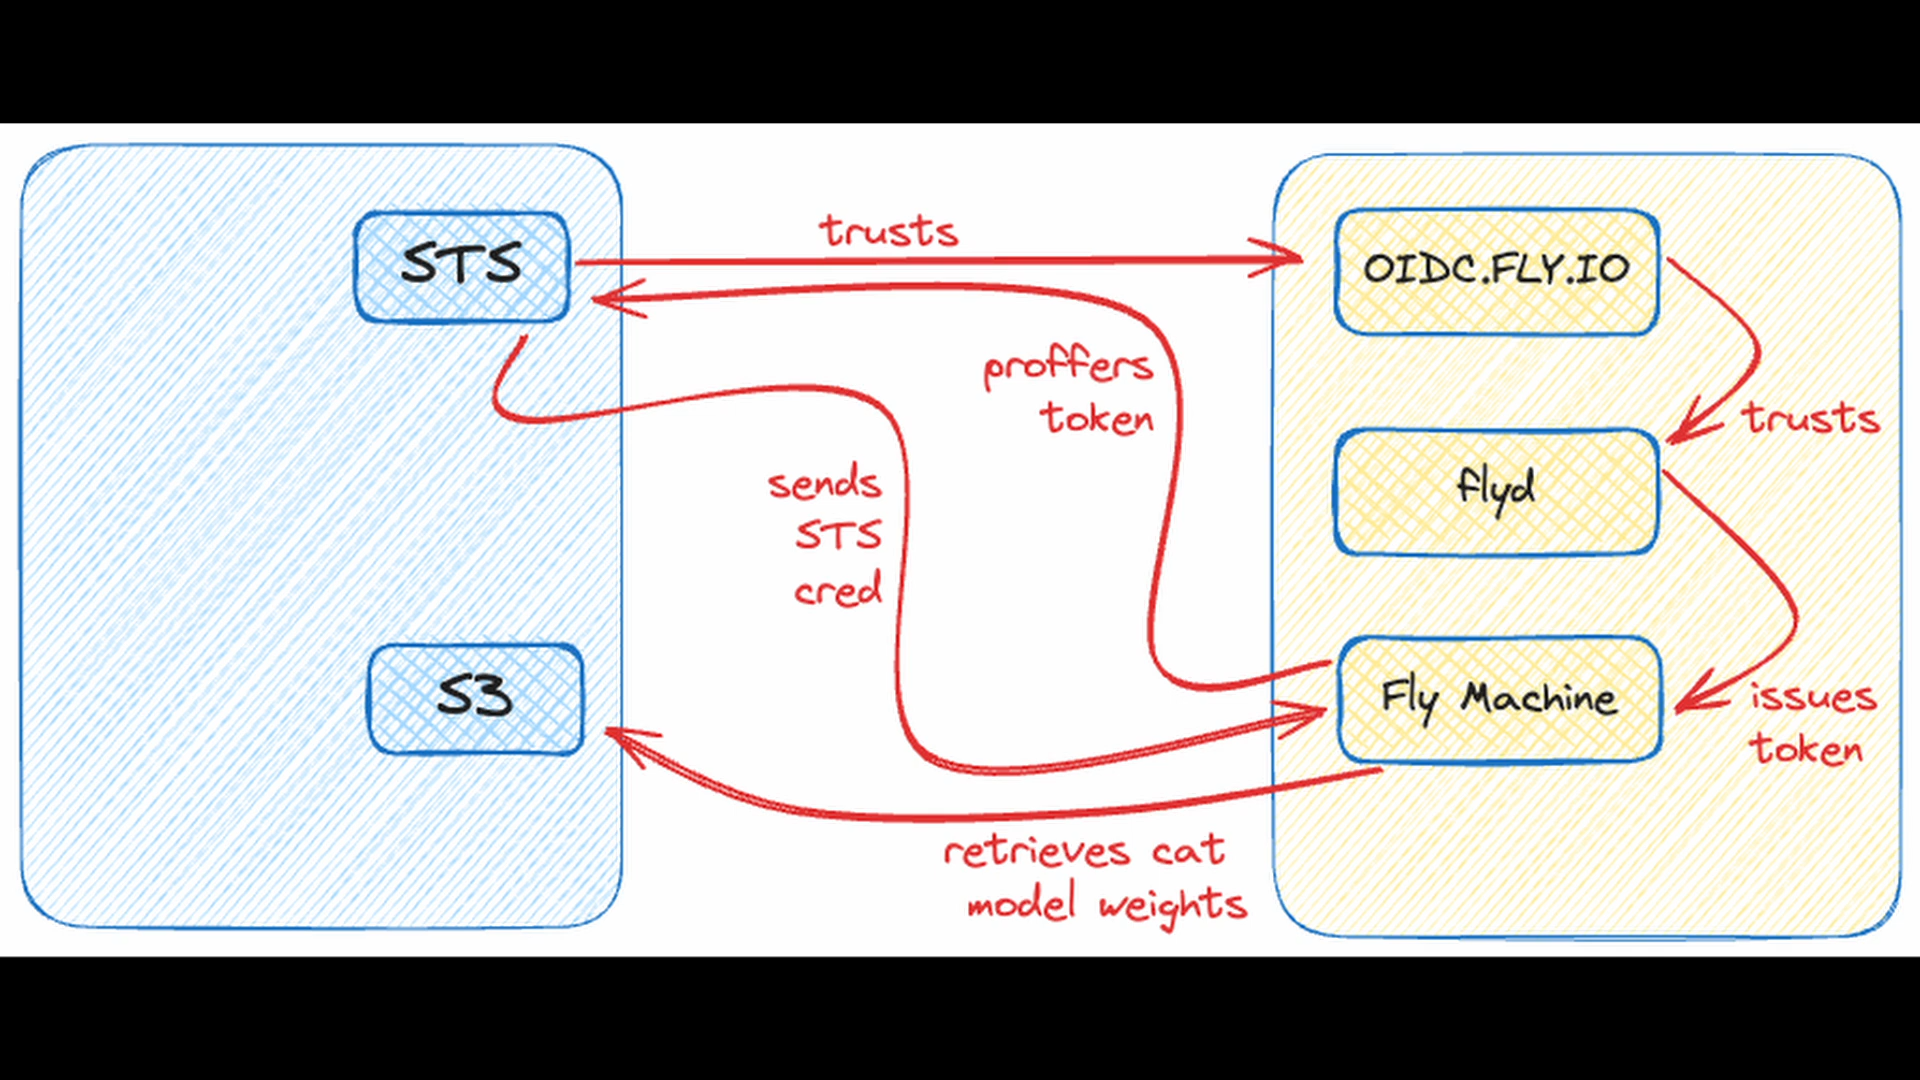 STS
trusts
OIDC.FLY.IO
proffers
token
trusts
sends
STS
cred
flyd
S3
Fly Machine
issues
token
retrieves cat
model weights